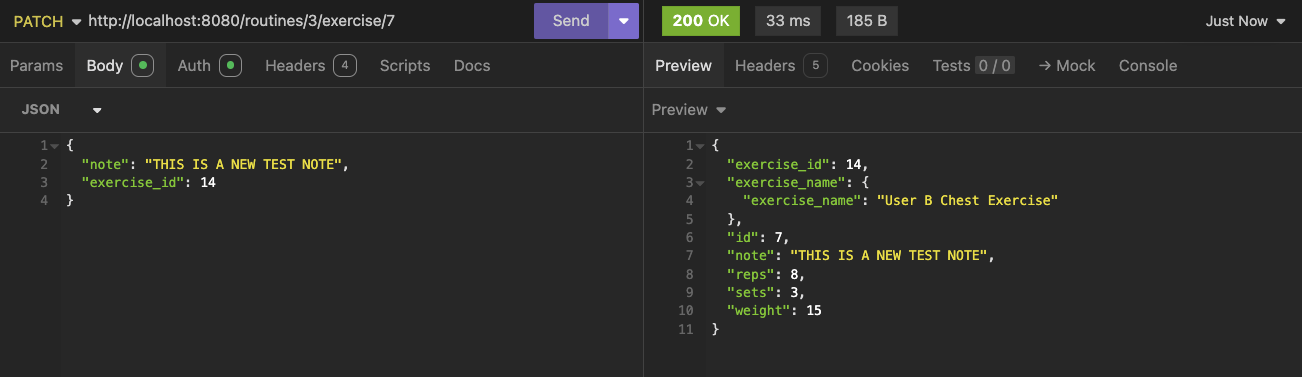 PATCH http://localhost:8080/routines/3/exercise/7 Send 200 OK 33 ms 185 B Just Now
Params Body Auth Headers 4 Scripts Docs Preview Headers 5 Cookies Tests 0 / 0 → Mock Console
JSON Preview
1 {
2 "note": "THIS IS A NEW TEST NOTE",
3 "exercise_id": 14
4 }
1 {
2 "exercise_id": 14,
3 "exercise_name": {
4 "exercise_name": "User B Chest Exercise"
5 },
6 "id": 7,
7 "note": "THIS IS A NEW TEST NOTE",
8 "reps": 8,
9 "sets": 3,
10 "weight": 15
11 }